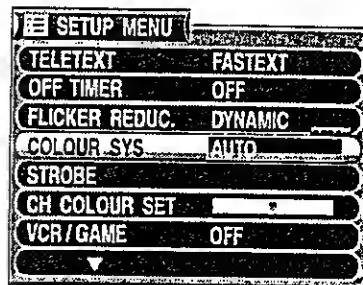 SETUP MENU
TELETEXT FASTEXT
OFF TIMER OFF
FLICKER REDUC. DYNAMIC
COLOUR SYS AUTO
STROBE
CH COLOUR SET
VCR/GAME OFF